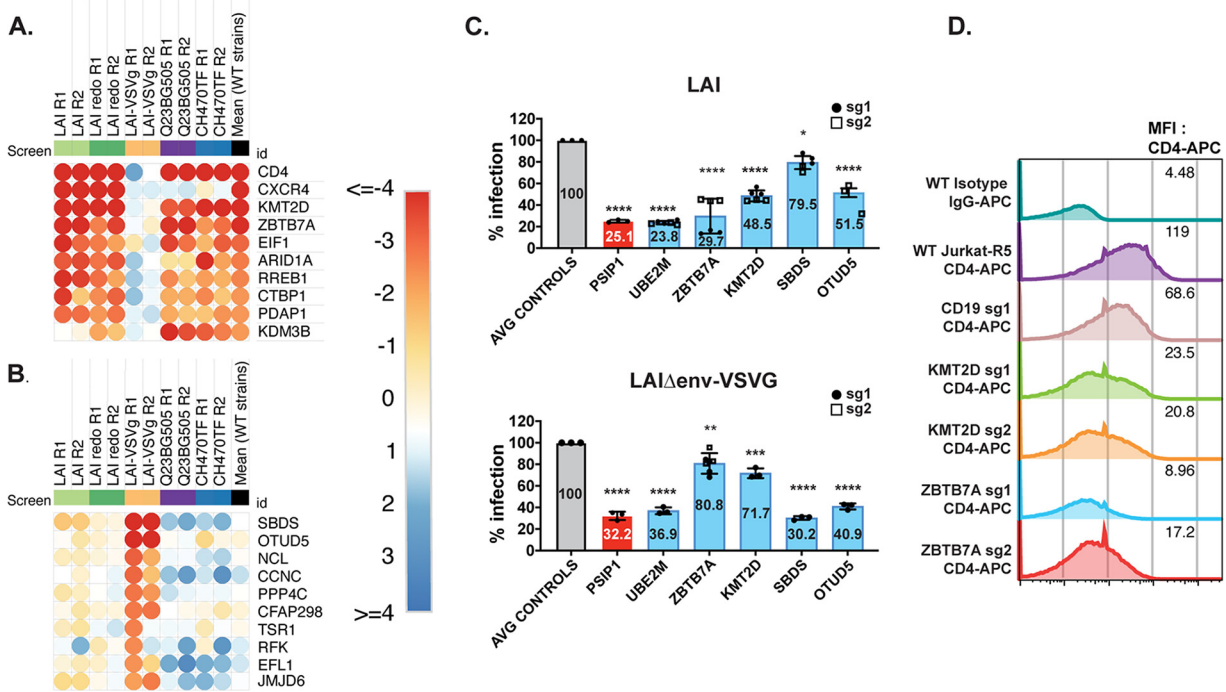 A.
LAI R1
LAI R2
LAI redo R1
LAI redo R2
LAI-VSVg R1
LAI-VSVg R2
Q23BG505 R1
Q23BG505 R2
CH470TF R1
CH470TF R2
Mean (WT strains)
Screen
id
CD4
CXCR4
KMT2D
ZBTB7A
EIF1
ARID1A
RREB1
CTBP1
PDAP1
KDM3B
<=-4
-3
-2
-1
0
1
2
3
>=4
B.
LAI R1
LAI R2
LAI redo R1
LAI redo R2
LAI-VSVg R1
LAI-VSVg R2
Q23BG505 R1
Q23BG505 R2
CH470TF R1
CH470TF R2
Mean (WT strains)
Screen
id
SBDS
OTUD5
NCL
CCNC
PPP4C
CFAP298
TSR1
RFK
EFL1
JMJD6
C.
LAI
sg1
sg2
% infection
120
100
80
60
40
20
0
100
****
25.1
****
23.8
****
29.7
****
48.5
*
79.5
****
51.5
AVG CONTROLS
PSIP1
UBE2M
ZBTB7A
KMT2D
SBDS
OTUD5
LAIΔenv-VSVG
sg1
sg2
% infection
120
100
80
60
40
20
0
100
****
32.2
****
36.9
**
80.8
***
71.7
****
30.2
****
40.9
AVG CONTROLS
PSIP1
UBE2M
ZBTB7A
KMT2D
SBDS
OTUD5
D.
MFI :
CD4-APC
WT Isotype
IgG-APC
4.48
WT Jurkat-R5
CD4-APC
119
CD19 sg1
CD4-APC
68.6
KMT2D sg1
CD4-APC
23.5
KMT2D sg2
CD4-APC
20.8
ZBTB7A sg1
CD4-APC
8.96
ZBTB7A sg2
CD4-APC
17.2